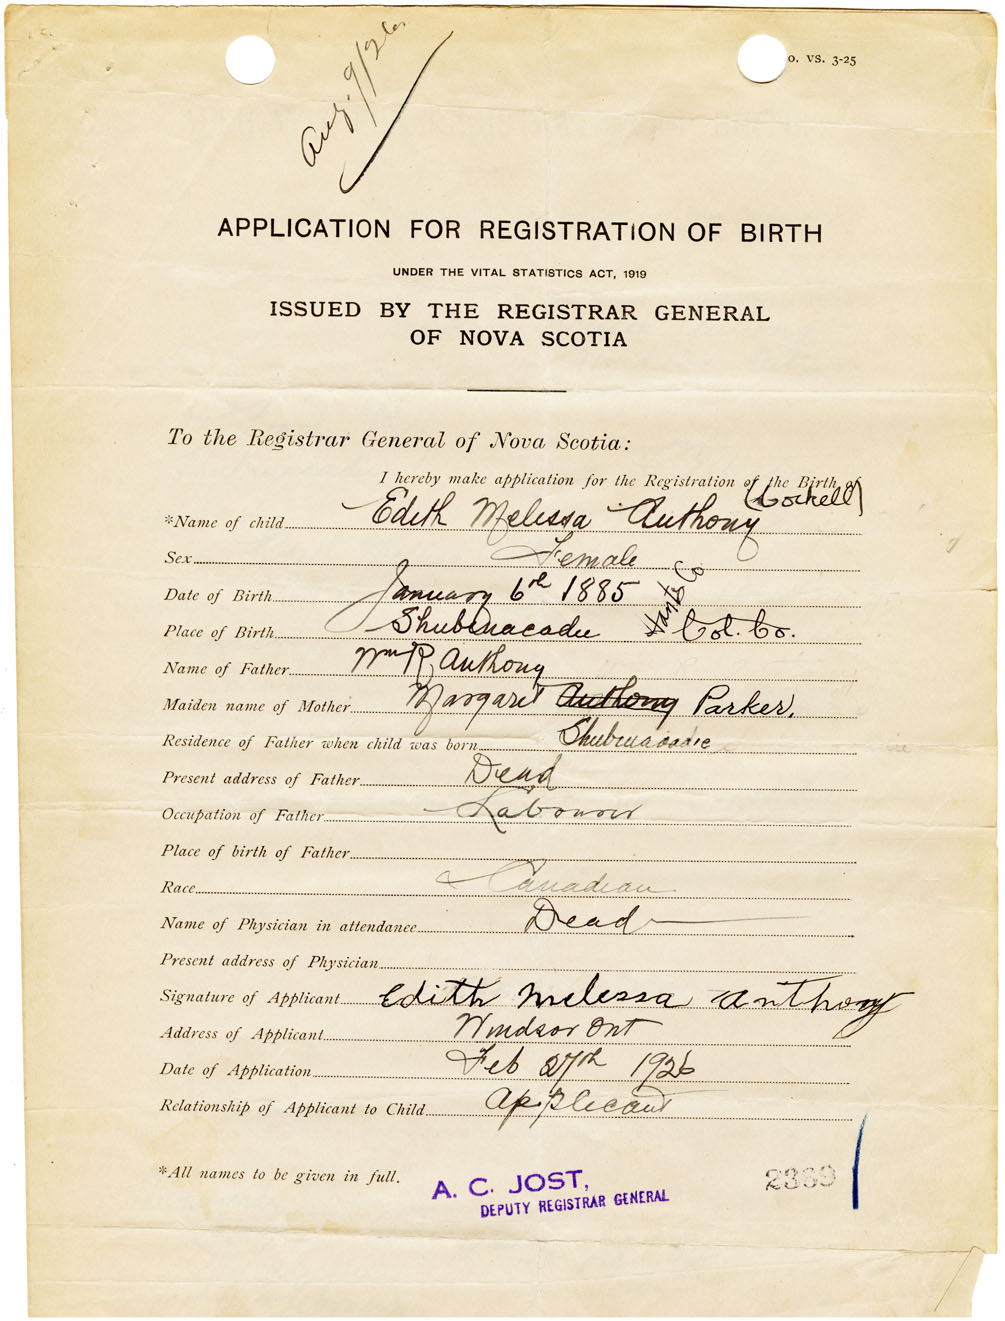 Aug. 9/26
o. VS. 3-25
APPLICATION FOR REGISTRATION OF BIRTH
UNDER THE VITAL STATISTICS ACT, 1919
ISSUED BY THE REGISTRAR GENERAL
OF NOVA SCOTIA
To the Registrar General of Nova Scotia:
I hereby make application for the Registration of the Birth of
*Name of child Edith Melessa Anthony
Sex Female
Date of Birth January 6th 1885
Place of Birth Shubenacadie Hants Co Col. Co.
Name of Father Wm R, Anthony
Maiden name of Mother Margaret Anthony Parker,
Residence of Father when child was born Shubenacadie
Present address of Father Dead
Occupation of Father Labourer
Place of birth of Father
Race Canadian
Name of Physician in attendance Dead
Present address of Physician
Signature of Applicant Edith Melessa Anthony
Address of Applicant Windsor Ont
Date of Application Feb 27th 1926
Relationship of Applicant to Child Applicant
*All names to be given in full.
A. C. JOST,
DEPUTY REGISTRAR GENERAL